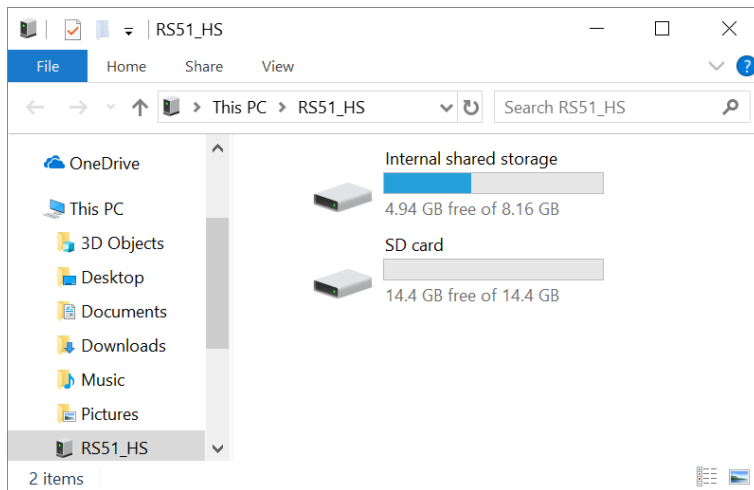 RS51_HS
File Home Share View
This PC RS51_HS Search RS51_HS
OneDrive
This PC
3D Objects
Desktop
Documents
Downloads
Music
Pictures
RS51_HS
Internal shared storage
4.94 GB free of 8.16 GB
SD card
14.4 GB free of 14.4 GB
2 items